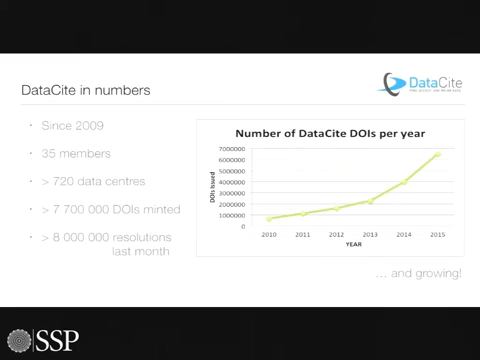 DataCite in numbers
DataCite
• Since 2009
• 35 members
• > 720 data centres
• > 7 700 000 DOIs minted
• > 8 000 000 resolutions
last month
Number of DataCite DOIs per year
DOIs Issued
7000000
6000000
5000000
4000000
3000000
2000000
1000000
0
2010 2011 2012 2013 2014 2015
YEAR
… and growing!
SSP